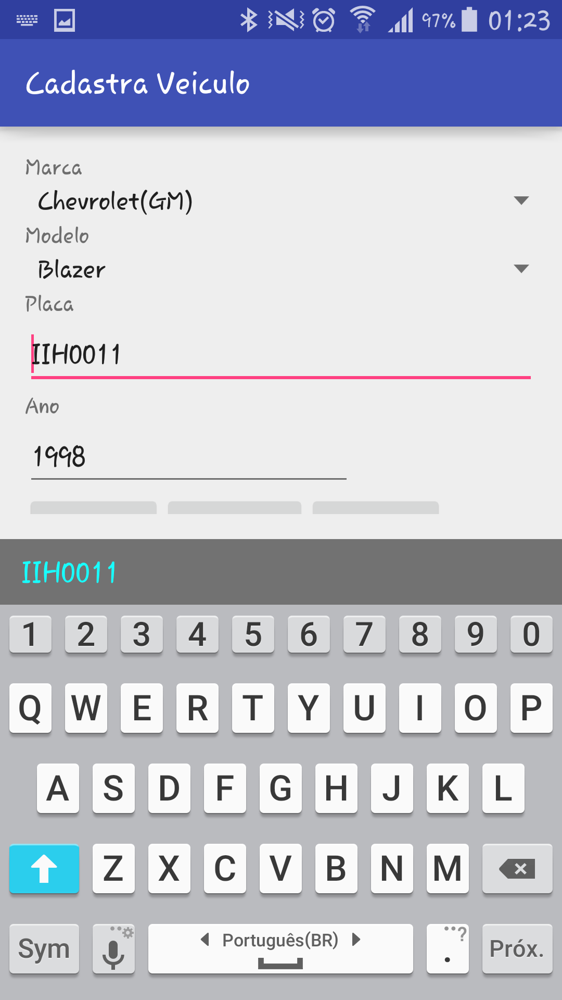 97% 01:23
Cadastra Veiculo
Marca
Chevrolet(GM)
Modelo
Blazer
Placa
IIH0011
Ano
1998
IIH0011
1 2 3 4 5 6 7 8 9 0
Q W E R T Y U I O P
A S D F G H J K L
Z X C V B N M
Sym Português(BR) . ? Próx.